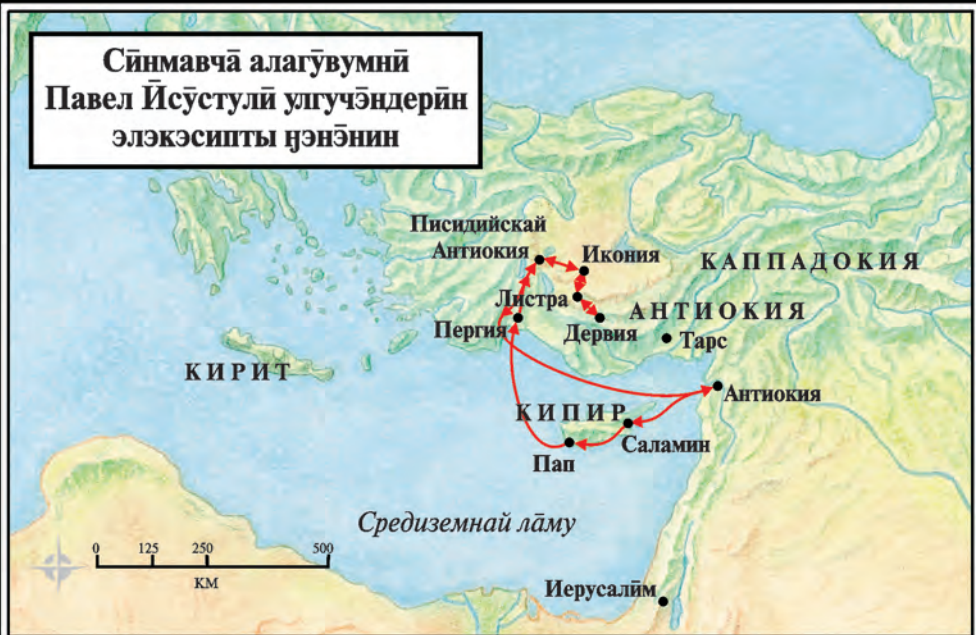 Сӣнмавча̄ алагӯвумнӣ
Павел Йӣсӯстулӣ улгучэ̄ндерӣн
элэкэсипты ӈэнэ̄нин
Писидийскай
Антиокия
Икония
КАППАДОКИЯ
Листра
АНТИОКИЯ
Пергия
Дервия
Тарс
КИРИТ
Антиокия
КИПИР
Саламин
Пап
Средиземнай ла̄му
0 125 250 500
КМ
Иерусалӣм